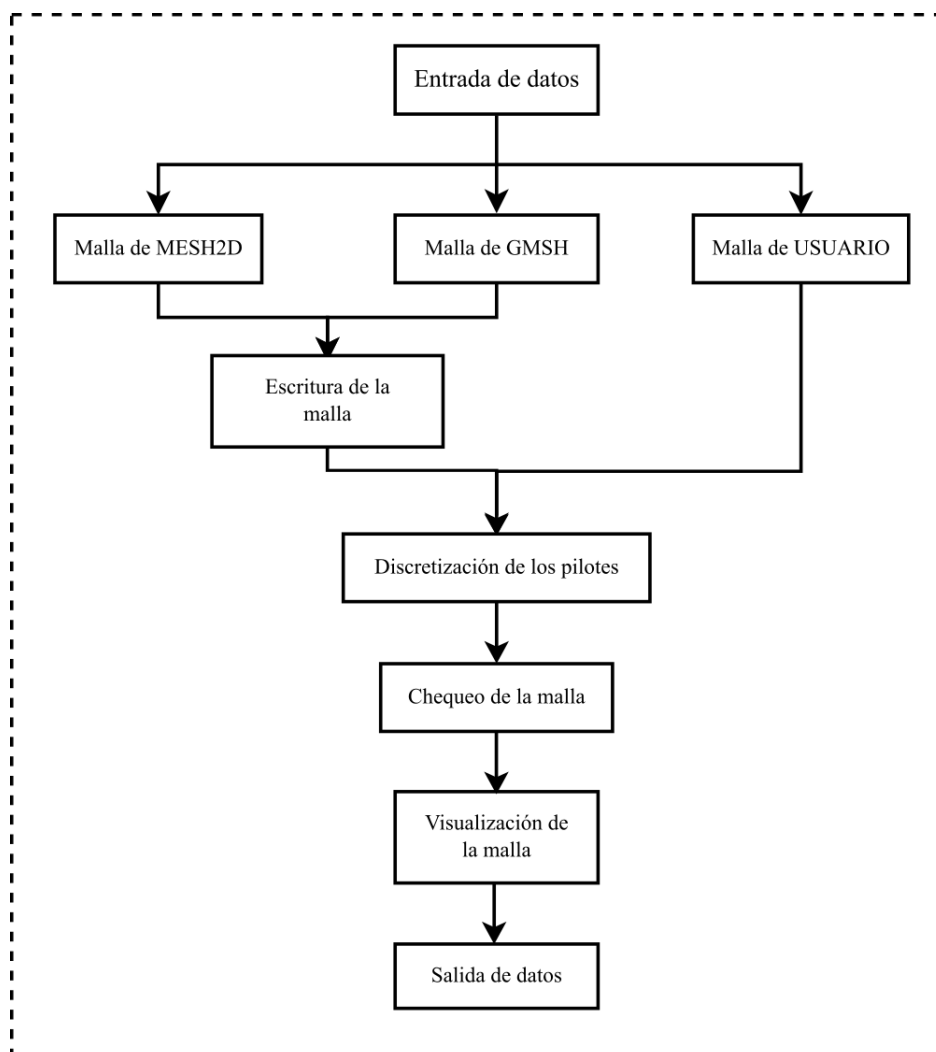 Entrada de datos
Malla de MESH2D
Malla de GMSH
Malla de USUARIO
Escritura de la
malla
Discretización de los pilotes
Chequeo de la malla
Visualización de
la malla
Salida de datos